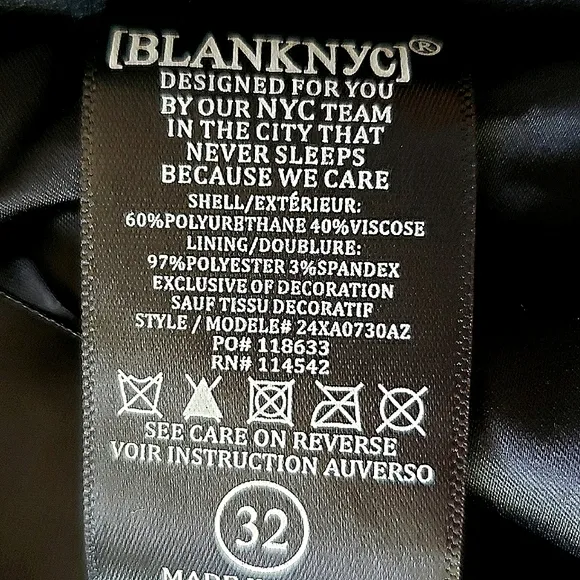 [BLANKNYC]®
DESIGNED FOR YOU
BY OUR NYC TEAM
IN THE CITY THAT
NEVER SLEEPS
BECAUSE WE CARE
SHELL/EXTÉRIEUR:
60%POLYURETHANE 40%VISCOSE
LINING/DOUBLURE:
97%POLYESTER 3%SPANDEX
EXCLUSIVE OF DECORATION
SAUF TISSU DECORATIF
STYLE / MODELE# 24XA0730AZ
PO# 118633
RN# 114542
SEE CARE ON REVERSE
VOIR INSTRUCTION AUVERSO
32
MADE